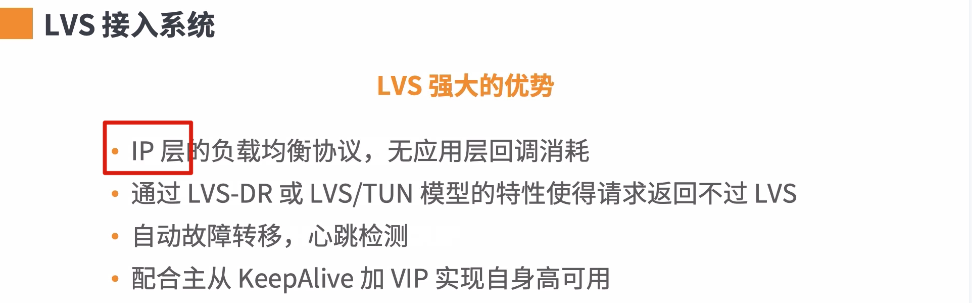 LVS 接入系统
LVS 强大的优势
• IP 层的负载均衡协议，无应用层回调消耗
• 通过 LVS-DR 或 LVS/TUN 模型的特性使得请求返回不过 LVS
• 自动故障转移，心跳检测
• 配合主从 KeepAlive 加 VIP 实现自身高可用